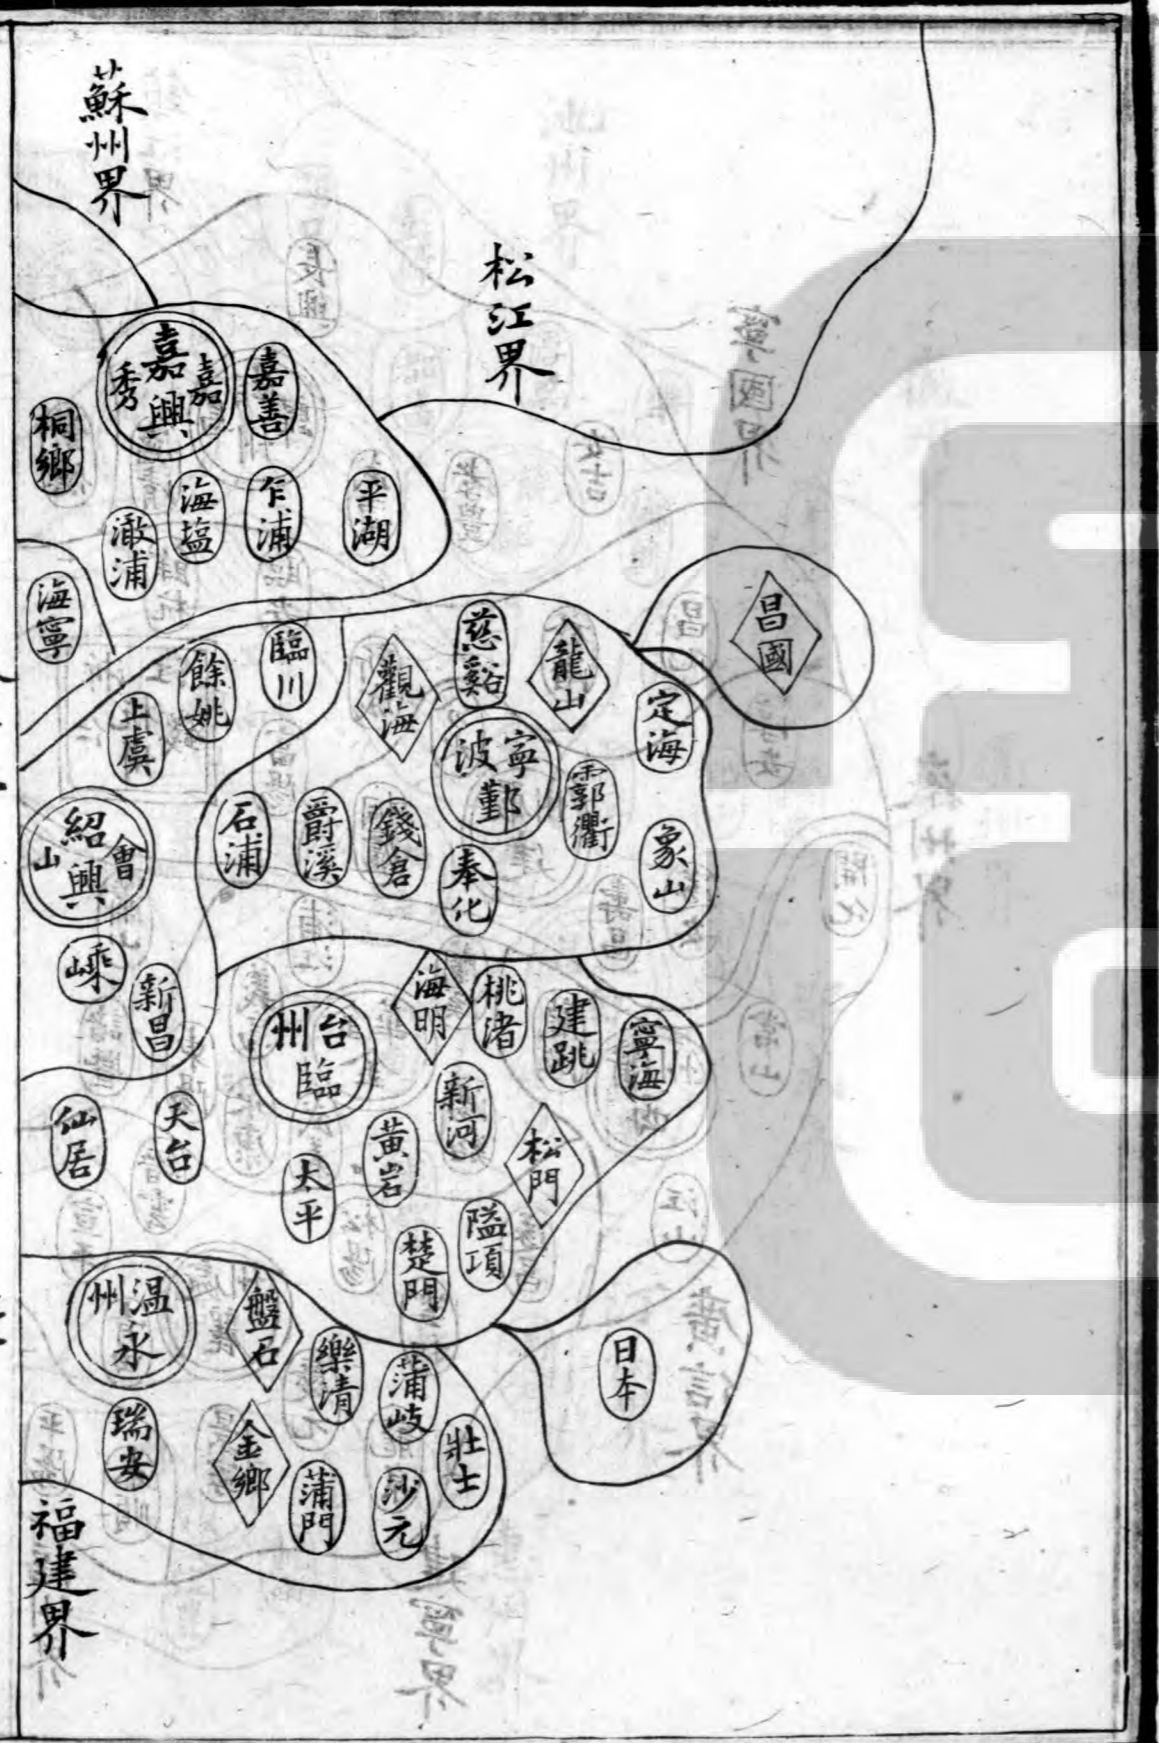 蘇州界
松江界
嘉興
嘉
秀
嘉善
桐鄉
平湖
乍浦
海塩
澉浦
海寧
昌國
龍山
慈谿
觀海
臨川
餘姚
上虞
定海
寧波
鄞
霩衢
象山
奉化
錢倉
爵溪
石浦
紹興
會
山
嵊
新昌
寧海
建跳
桃渚
海明
台州
臨
新河
松門
黃岩
太平
隘項
楚門
天台
仙居
日本
温州
永
盤石
樂清
蒲岐
壯士
瑞安
金鄉
蒲門
沙元
福建界